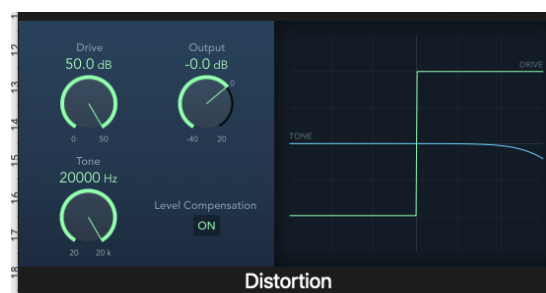 Drive
50.0 dB
0 50
Output
-0.0 dB
0
-40 20
Tone
20000 Hz
20 20 k
Level Compensation
ON
DRIVE
TONE
Distortion
12
13
14
15
16
17
18